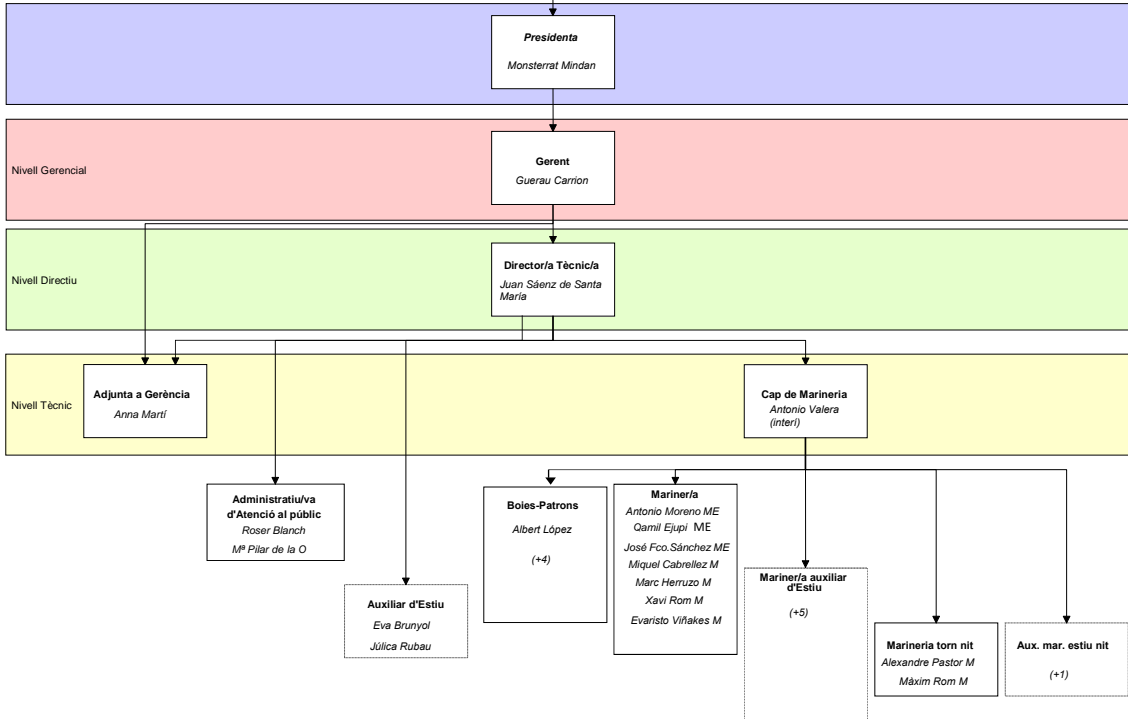 Presidenta
Monsterrat Mindan
Nivell Gerencial
Gerent
Guerau Carrion
Nivell Directiu
Director/a Tècnic/a
Juan Sáenz de Santa
María
Nivell Tècnic
Adjunta a Gerència
Anna Martí
Cap de Marineria
Antonio Valera
(interí)
Administratiu/va
d'Atenció al públic
Roser Blanch
Mª Pilar de la O
Auxiliar d'Estiu
Eva Brunyol
Júlica Rubau
Boies-Patrons
Albert López
(+4)
Mariner/a
Antonio Moreno ME
Qamil Ejupi ME
José Fco.Sánchez ME
Miquel Cabrellez M
Marc Herruzo M
Xavi Rom M
Evaristo Viñakes M
Mariner/a auxiliar
d'Estiu
(+5)
Marineria torn nit
Alexandre Pastor M
Màxim Rom M
Aux. mar. estiu nit
(+1)